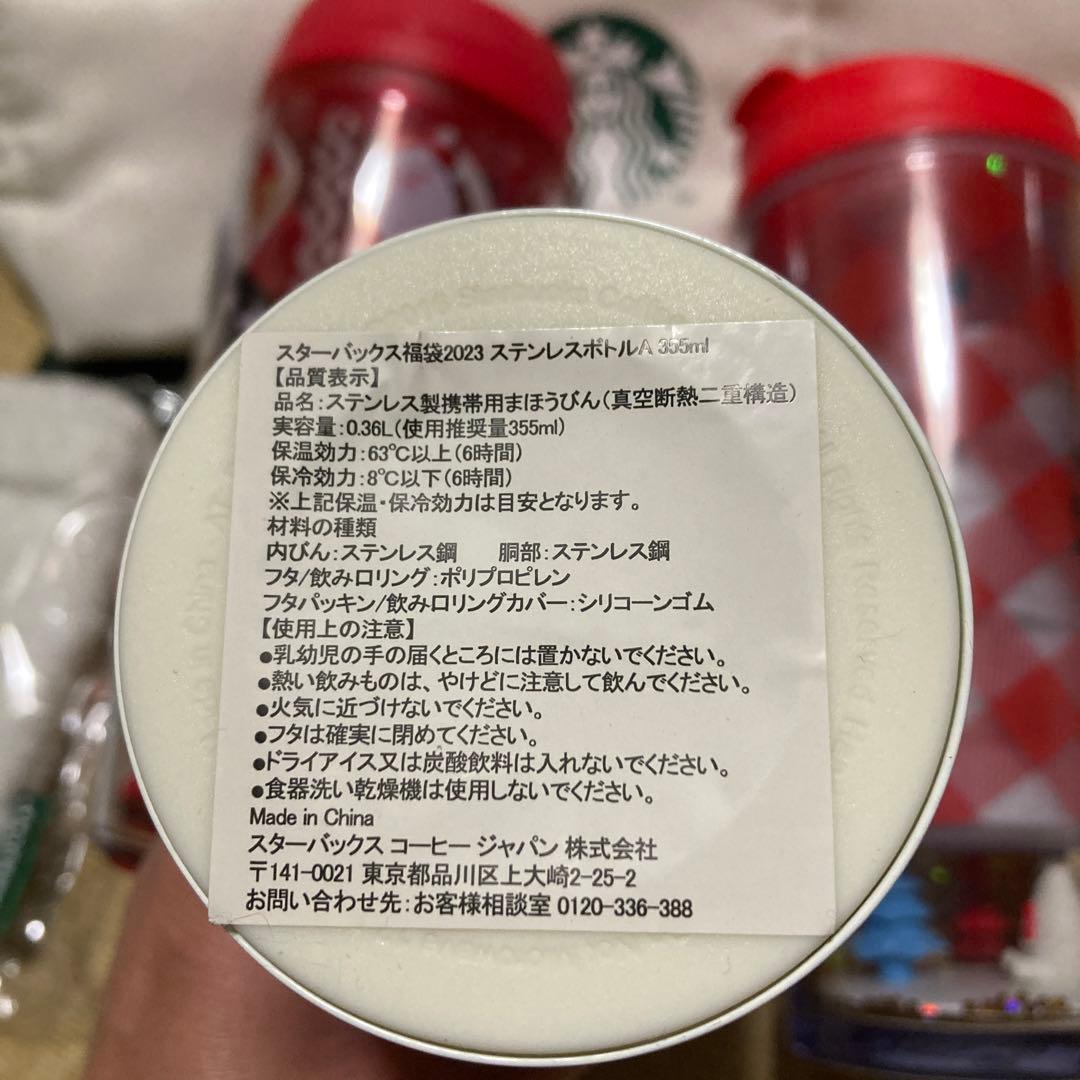 スターバックス福袋2023 ステンレスボトルA 355ml
【品質表示】
品名:ステンレス製携帯用まほうびん(真空断熱二重構造)
実容量:0.36L(使用推奨量355ml)
保温効力:63℃以上(6時間)
保冷効力:8℃以下(6時間)
※上記保温・保冷効力は目安となります。
材料の種類
内びん:ステンレス鋼 胴部:ステンレス鋼
フタ/飲み口リング:ポリプロピレン
フタパッキン/飲み口リングカバー:シリコーンゴム
【使用上の注意】
●乳幼児の手の届くところには置かないでください。
●熱い飲みものは、やけどに注意して飲んでください。
●火気に近づけないでください。
●フタは確実に閉めてください。
●ドライアイス又は炭酸飲料は入れないでください。
●食器洗い乾燥機は使用しないでください。
Made in China
スターバックス コーヒー ジャパン 株式会社
〒141-0021 東京都品川区上大崎2-25-2
お問い合わせ先:お客様相談室 0120-336-388